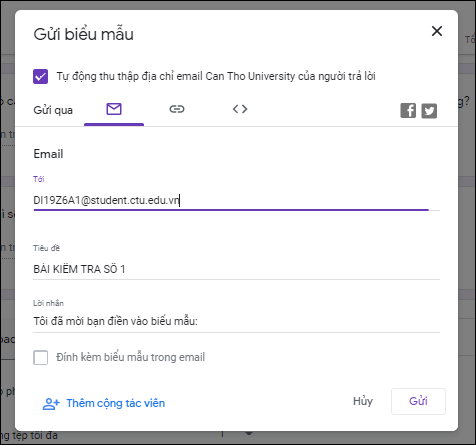 Gửi biểu mẫu
Tự động thu thập địa chỉ email Can Tho University của người trả lời
Gửi qua
Email
Tới
DI19Z6A1@student.ctu.edu.vn
Tiêu đề
BÀI KIỂM TRA SỐ 1
Lời nhắn
Tôi đã mời bạn điền vào biểu mẫu:
Đính kèm biểu mẫu trong email
Thêm cộng tác viên
Hủy
Gửi